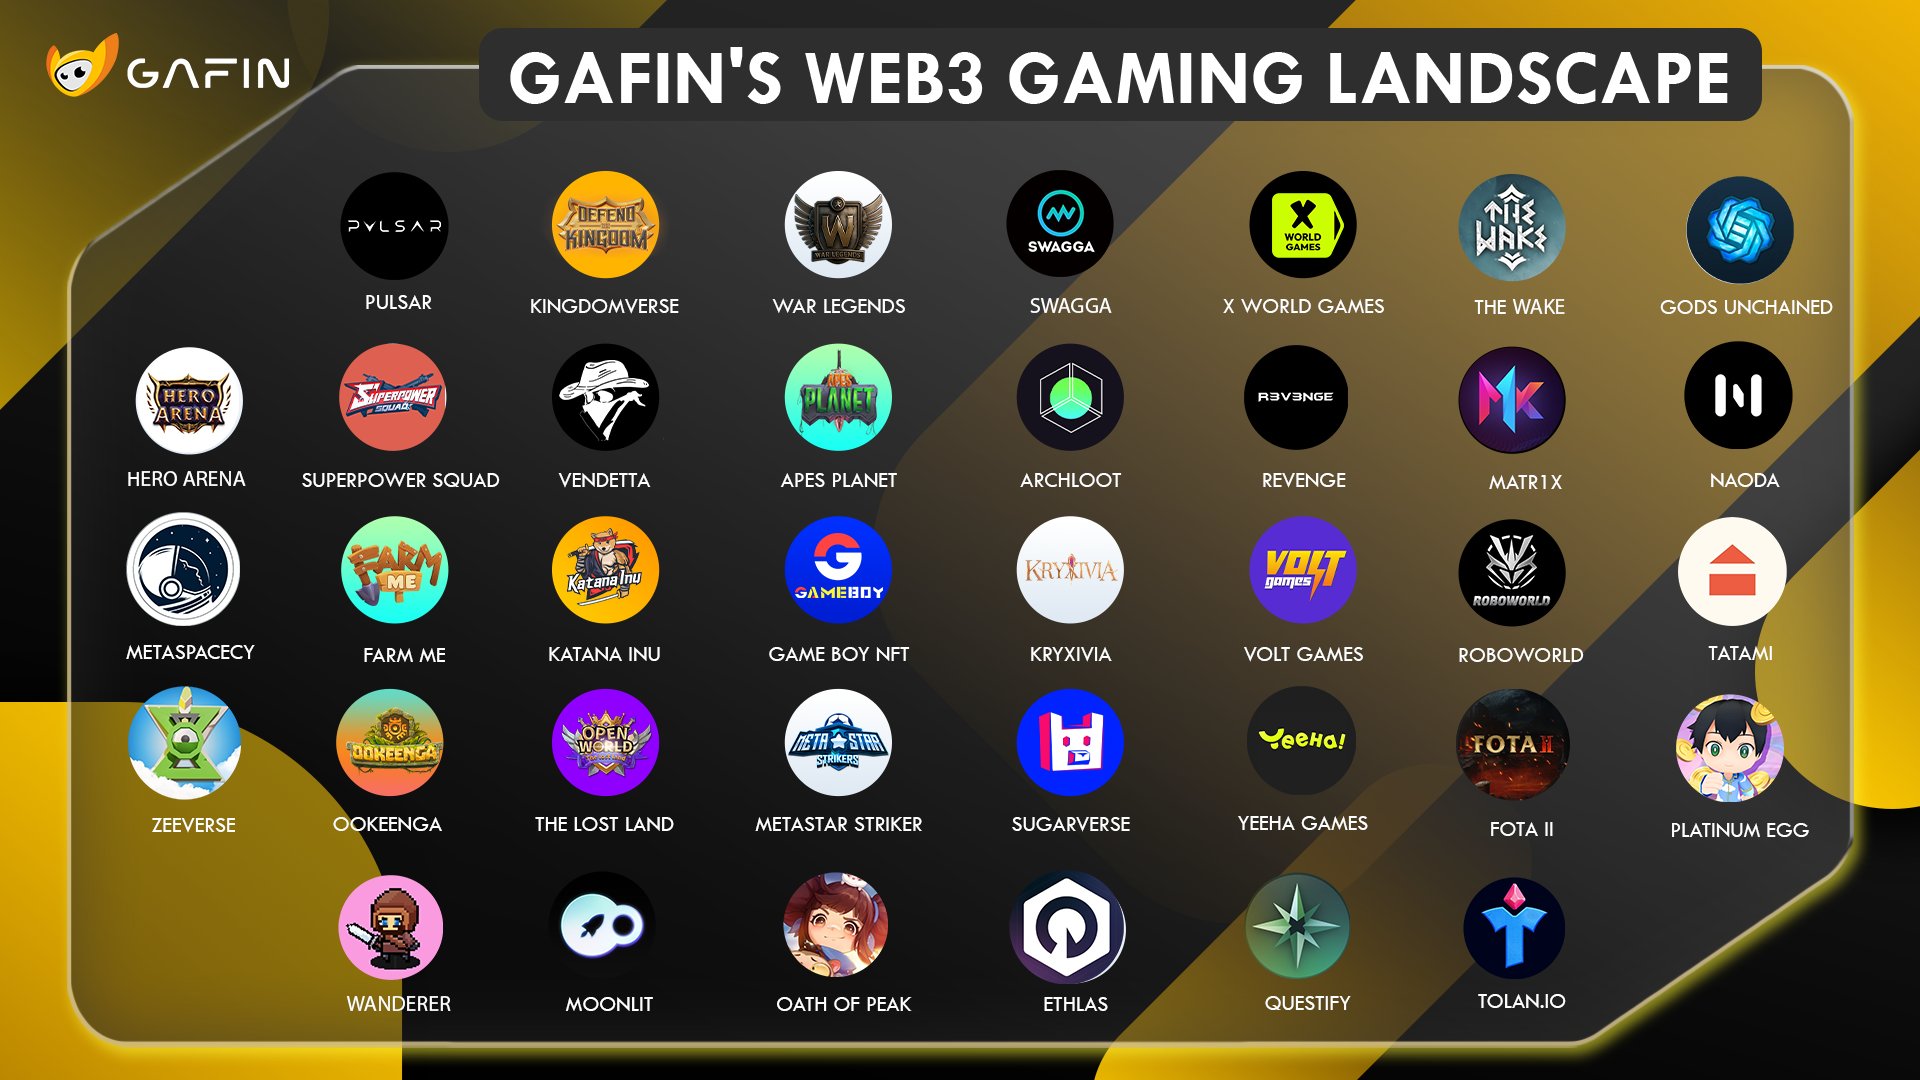 GAFIN
GAFIN'S WEB3 GAMING LANDSCAPE
PVLSAR
PULSAR
DEFEND
KINGDOM
KINGDOMVERSE
W
WAR LEGENDS
WAR LEGENDS
SWAGGA
SWAGGA
X
WORLD
GAMES
X WORLD GAMES
THE
WAKE
THE WAKE
GODS UNCHAINED
HERO
ARENA
HERO ARENA
SUPERPOWER
SQUAD
SUPERPOWER SQUAD
VENDETTA
APES
PLANET
APES PLANET
ARCHLOOT
R3V3NGE
REVENGE
MATR1X
NAODA
METASPACECY
FARM
ME
FARM ME
Katana Inu
KATANA INU
GAMEBOY
GAME BOY NFT
KRYXIVIA
KRYXIVIA
VOLT
games
VOLT GAMES
ROBOWORLD
ROBOWORLD
TATAMI
ZEEVERSE
OOKEENGA
OOKEENGA
OPEN
WORLD
THE LOST LAND
META STAR
STRIKERS
METASTAR STRIKER
SUGARVERSE
YeeHa!
YEEHA GAMES
FOTA II
FOTA II
PLATINUM EGG
WANDERER
MOONLIT
OATH OF PEAK
ETHLAS
QUESTIFY
TOLAN.IO